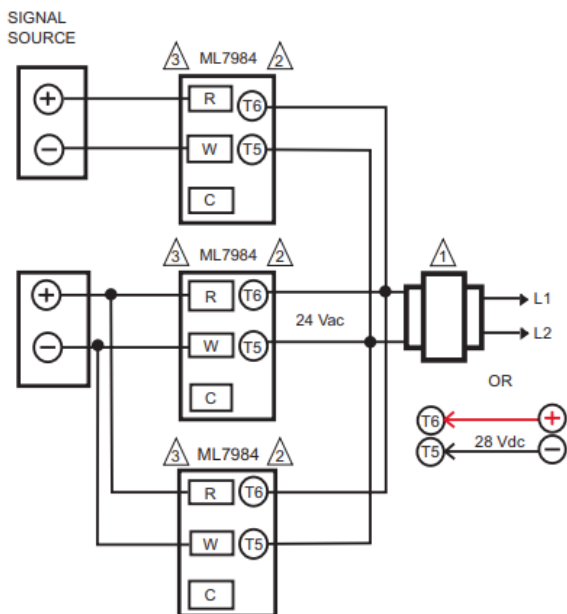 SIGNAL
SOURCE
3 ML7984 2
+ R T6
− W T5
C
3 ML7984 2
1
+ R T6
24 Vac
L1
− W T5
L2
C
OR
T6 +
28 Vdc
T5 −
3 ML7984 2
R T6
W T5
C